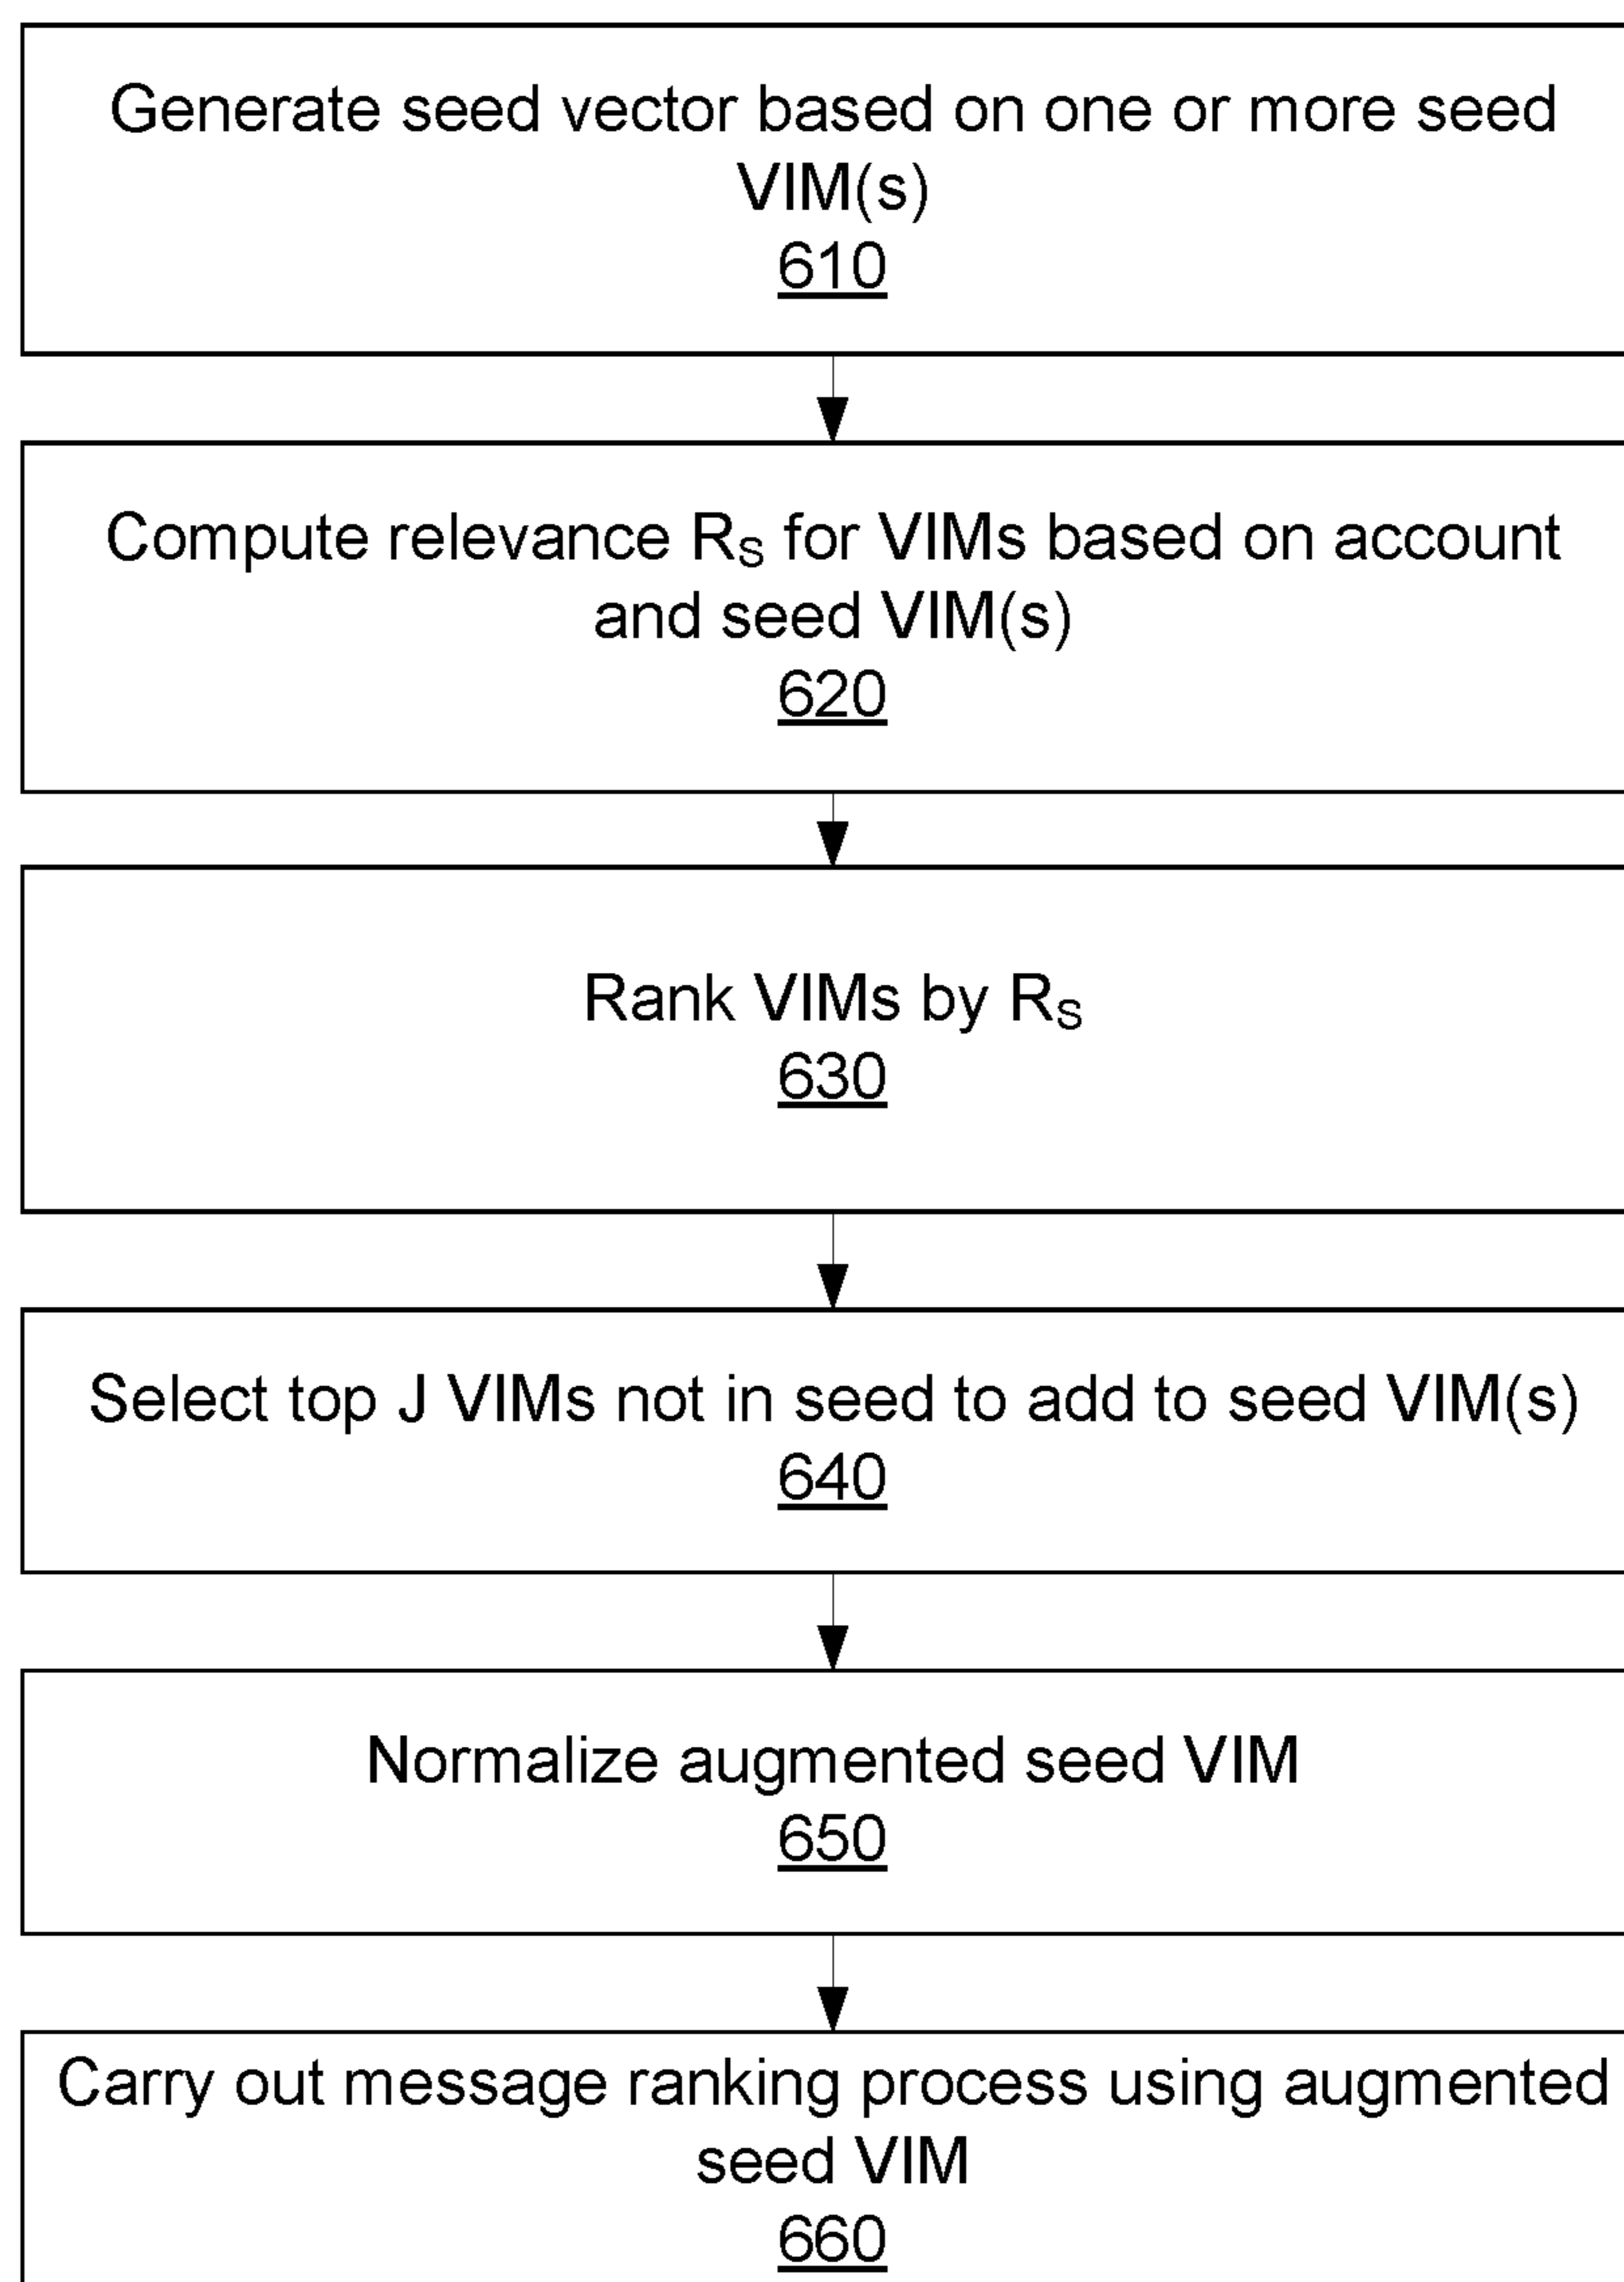 Generate seed vector based on one or more seed
VIM(s)
610
Compute relevance RS for VIMs based on account
and seed VIM(s)
620
Rank VIMs by RS
630
Select top J VIMs not in seed to add to seed VIM(s)
640
Normalize augmented seed VIM
650
Carry out message ranking process using augmented
seed VIM
660